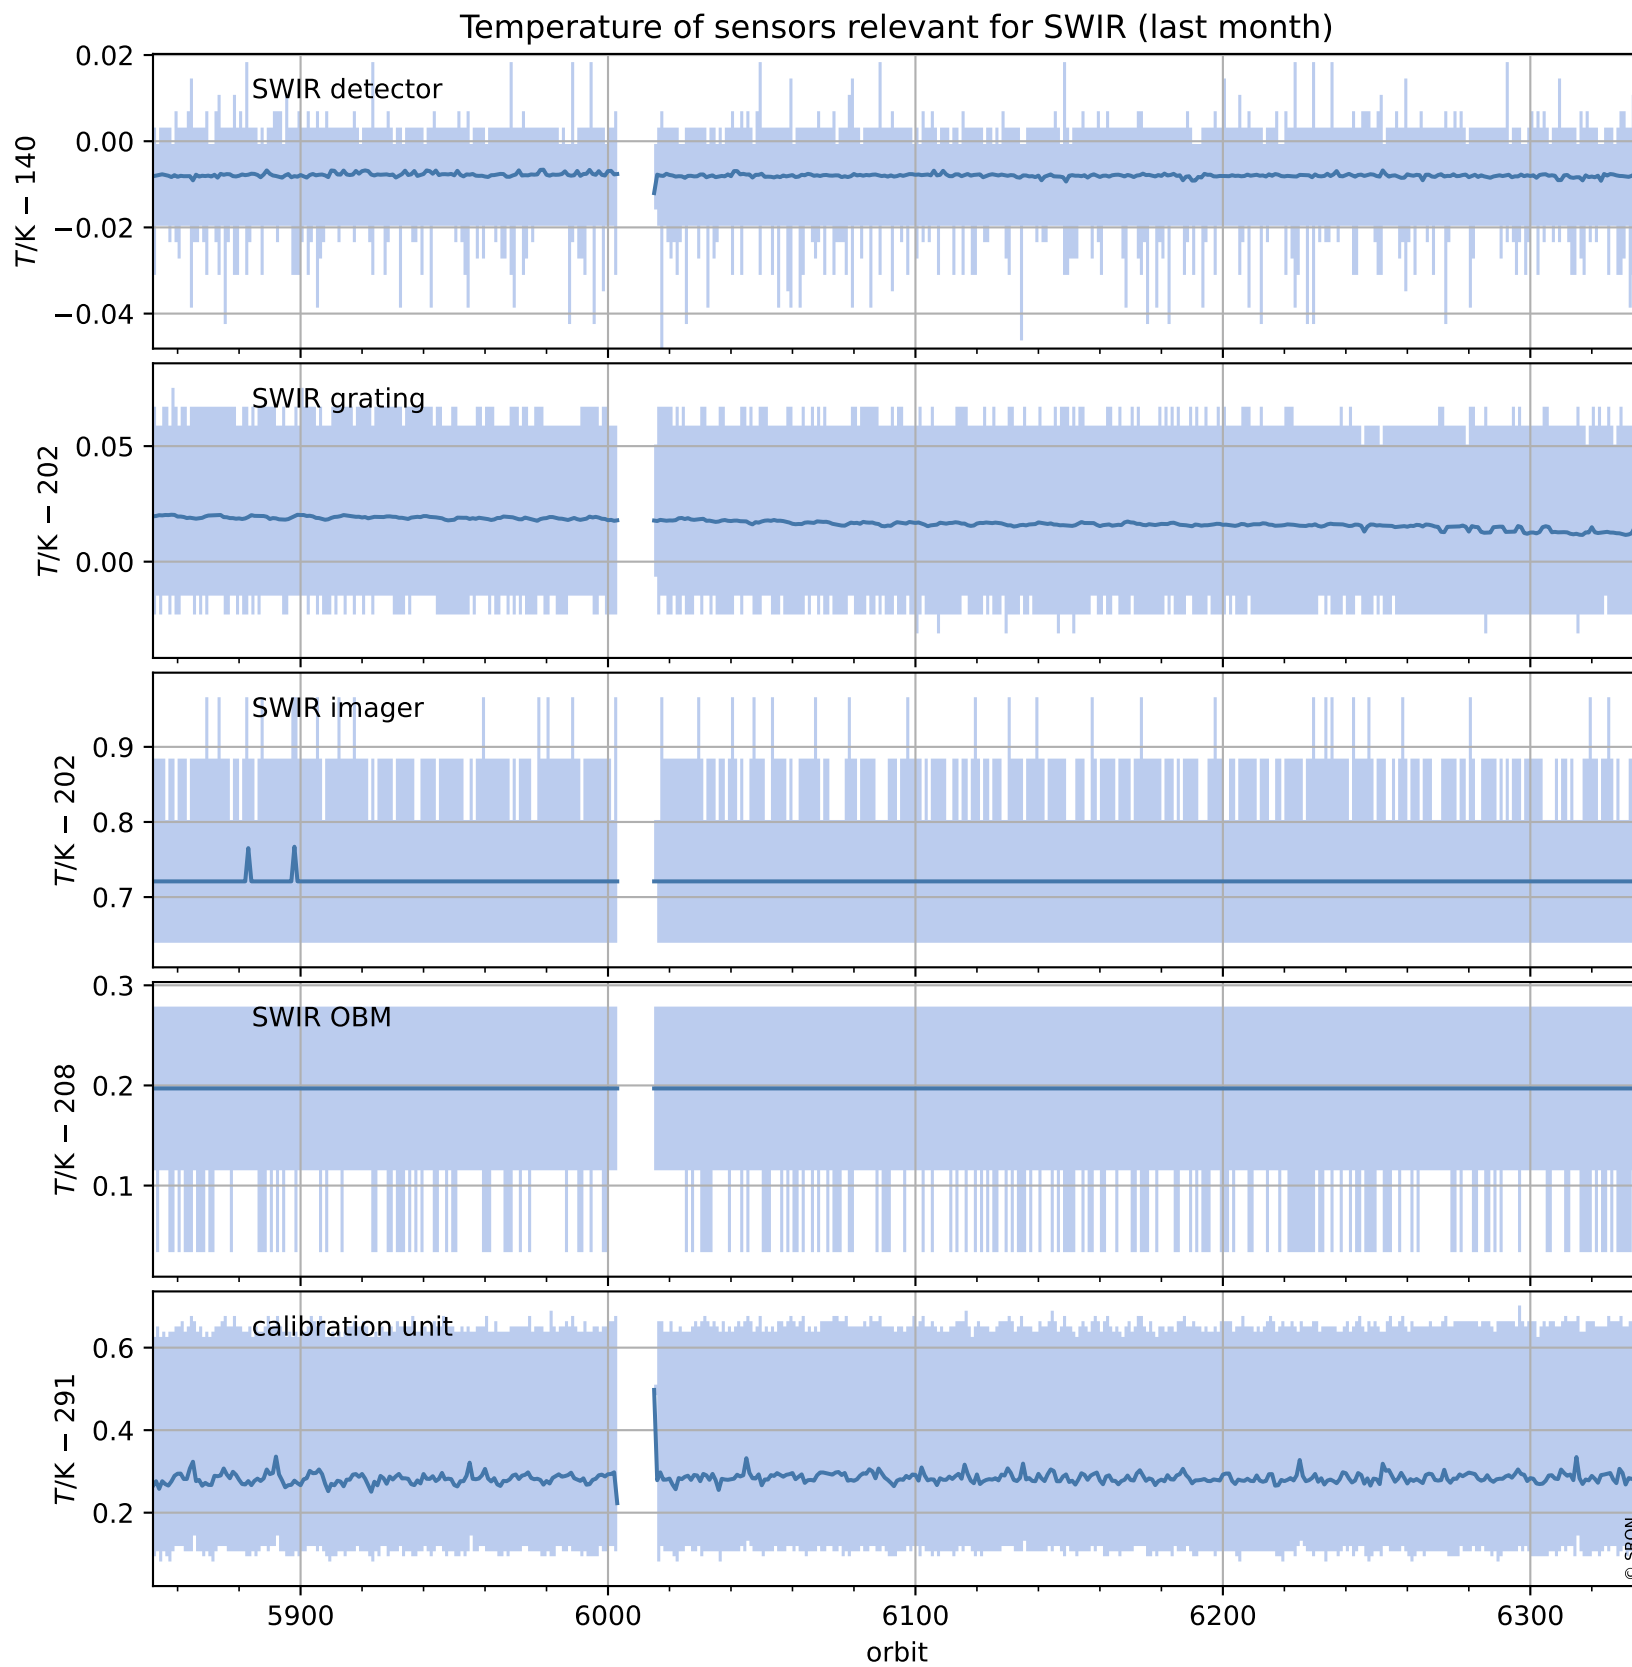 Temperature of sensors relevant for SWIR (last month)
0.02
0.00
−0.02
−0.04
T/K − 140
SWIR detector
0.05
0.00
T/K − 202
SWIR grating
0.9
0.8
0.7
T/K − 202
SWIR imager
0.3
0.2
0.1
T/K − 208
SWIR OBM
0.6
0.4
0.2
T/K − 291
calibration unit
5900 6000 6100 6200 6300
orbit
© SRON